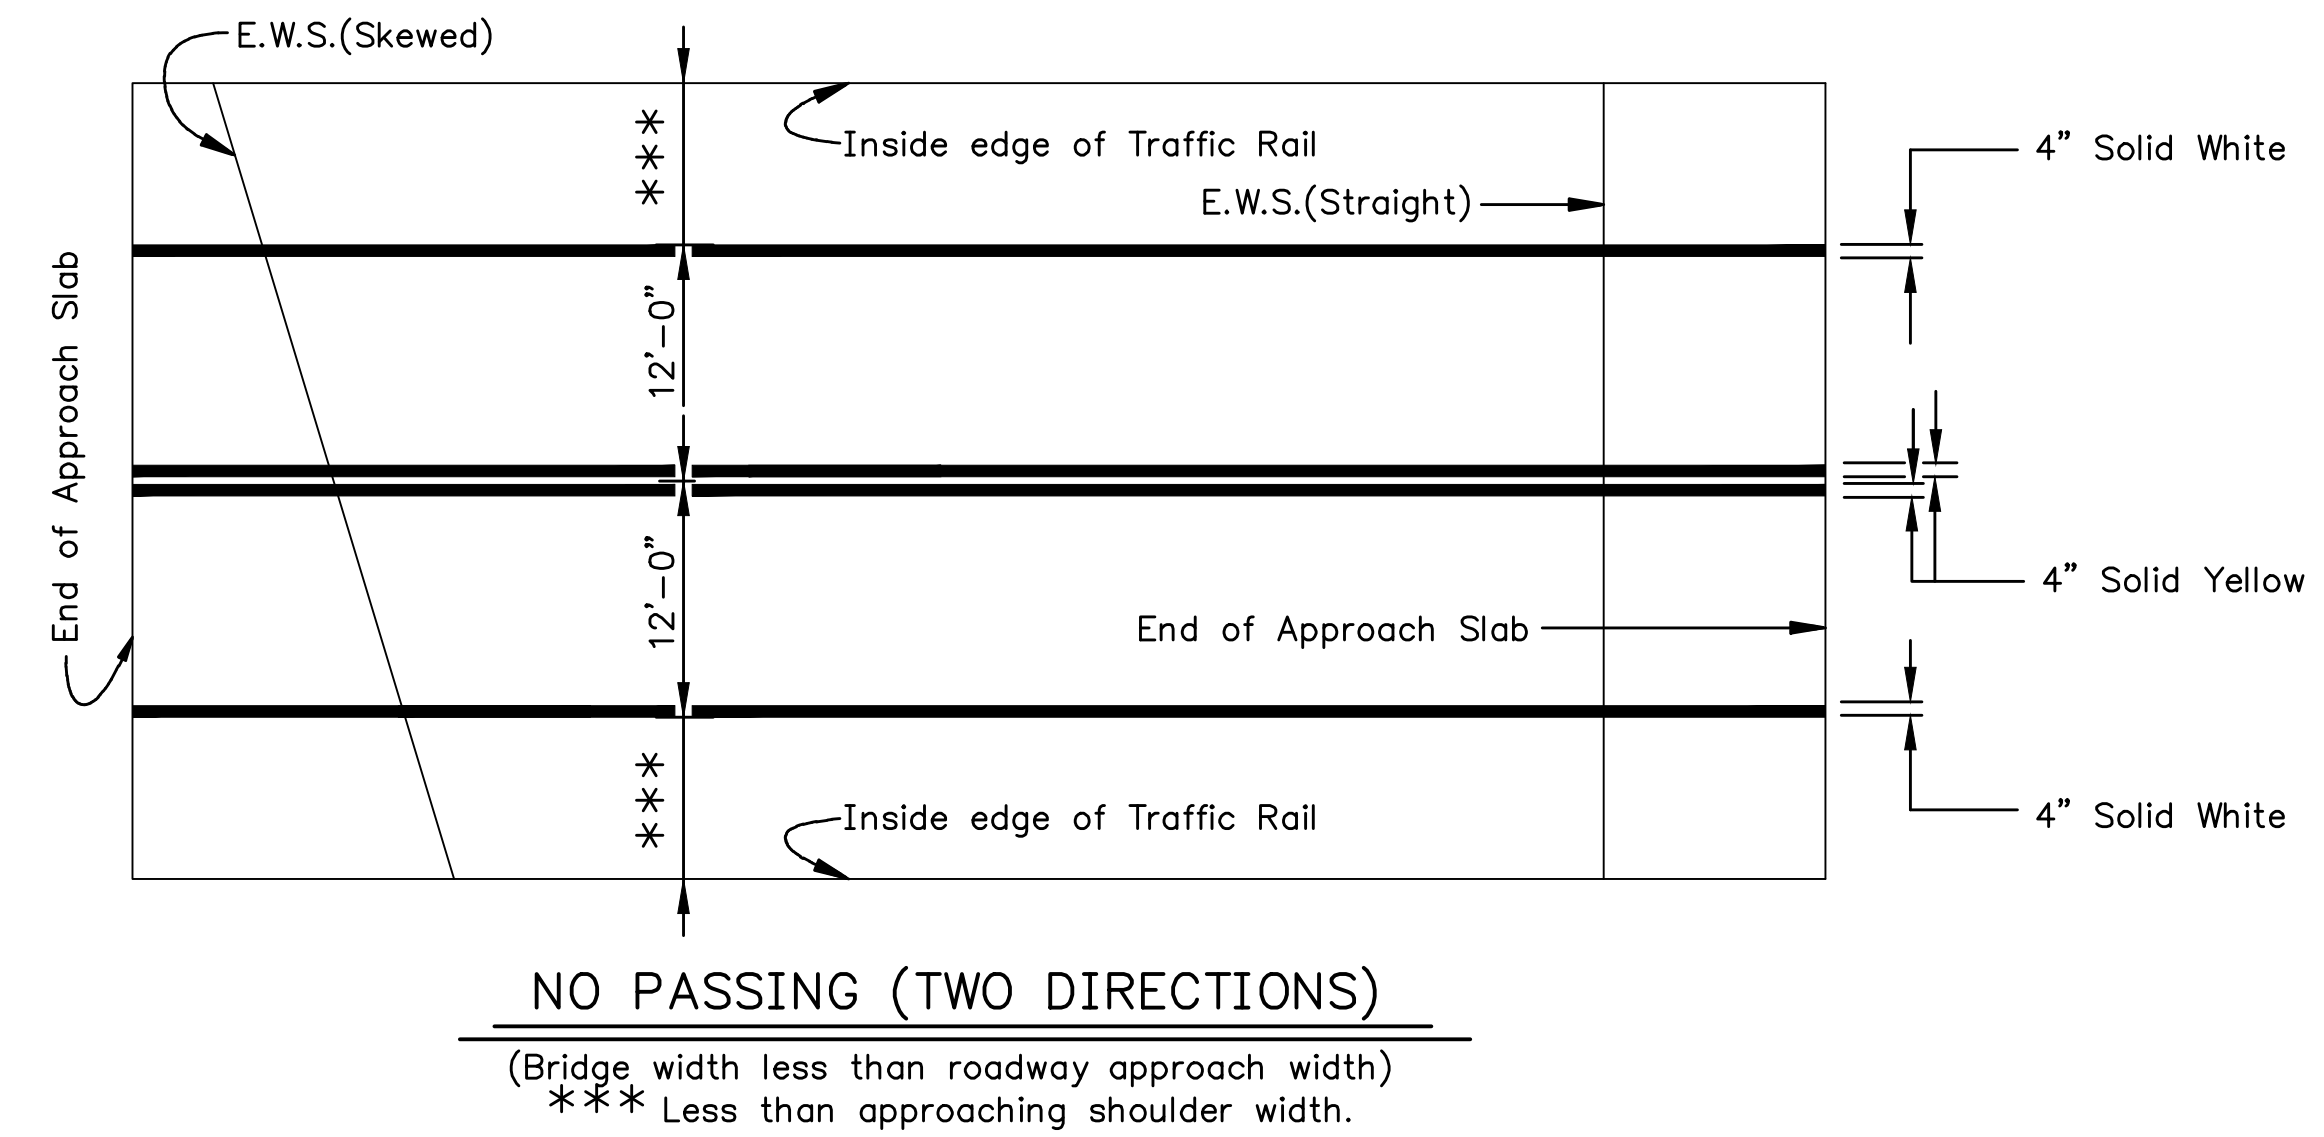 E.W.S.(Skewed)
***
Inside edge of Traffic Rail
4” Solid White
E.W.S.(Straight)
End of Approach Slab
12’-0”
12’-0”
4” Solid Yellow
End of Approach Slab
***
Inside edge of Traffic Rail
4” Solid White
NO PASSING (TWO DIRECTIONS)
(Bridge width less than roadway approach width)
*** Less than approaching shoulder width.